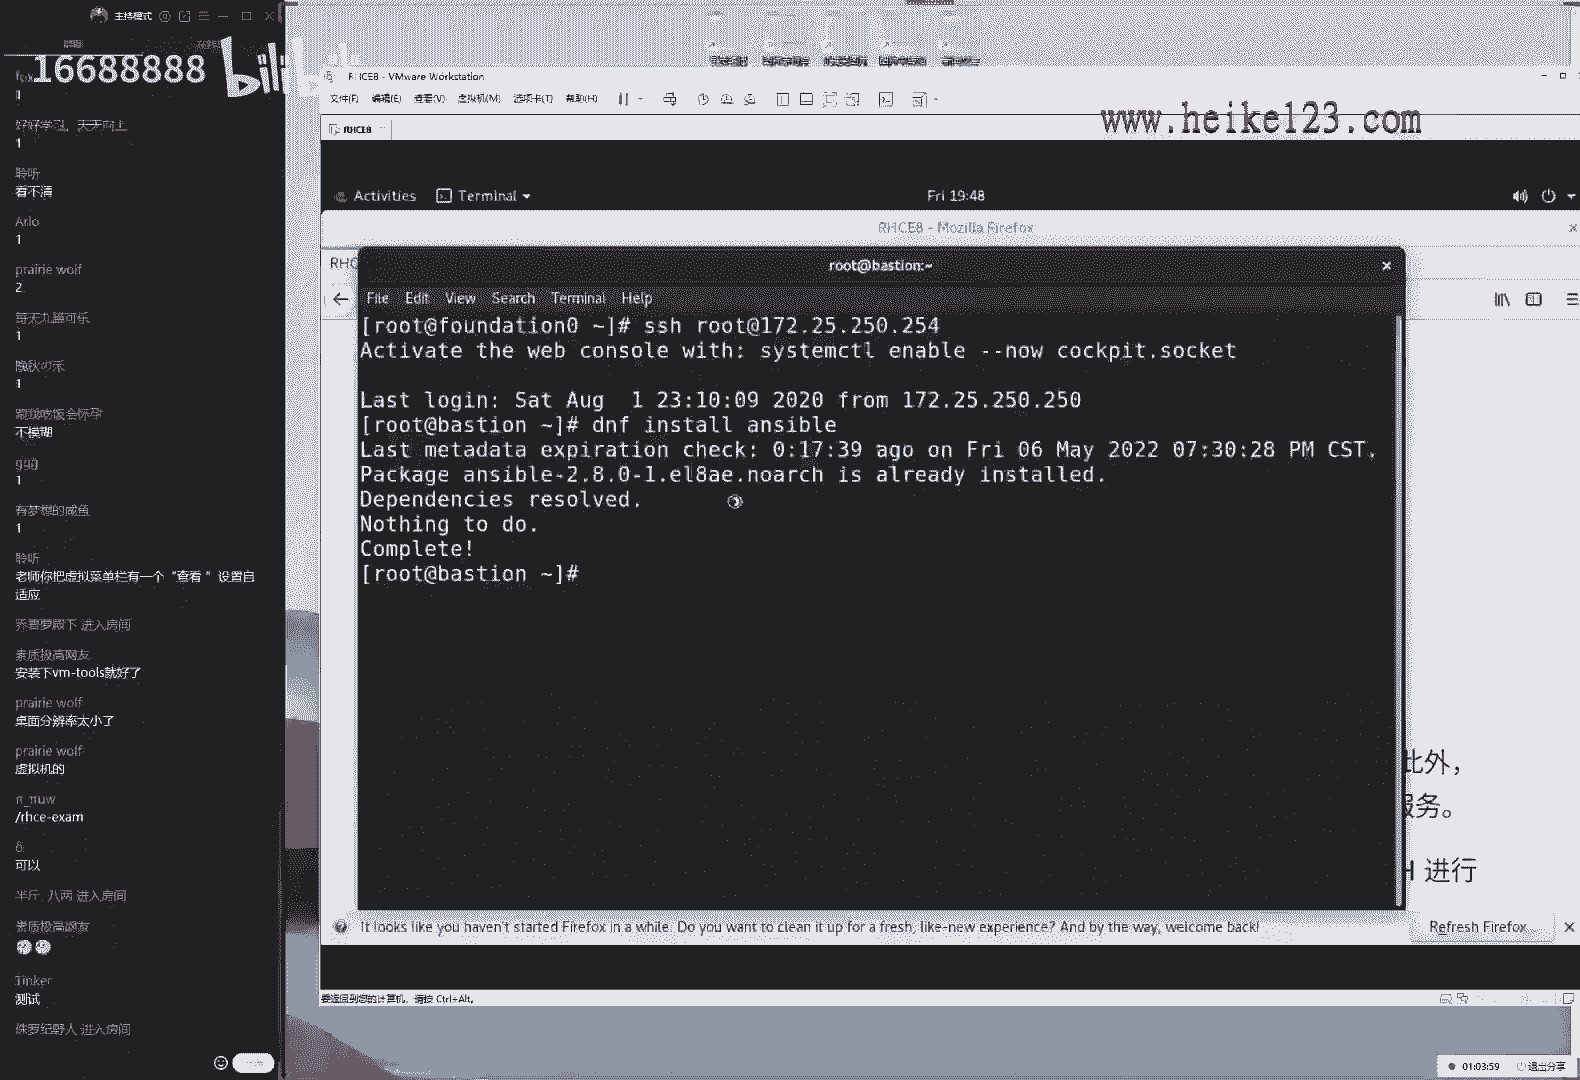 主持模式
16688888
bilib
1
好好学习，天天向上
1
聆听
看不清
Arlo
1
prairie wolf
2
每天九罐可乐
1
1
跟我吃饭会怀孕
不模糊
ggg
1
有梦想的咸鱼
1
聆听
老师你把虚拟菜单栏有一个 “查看 ”设置自
适应
乔碧萝殿下 进入房间
素质极高网友
安装下vm-tools就好了
prairie wolf
桌面分辨率太小了
prairie wolf
虚拟机的
n_nuw
/rhce-exam
&
可以
半斤_八两 进入房间
素质极高网友
Tinker
测试
侏罗纪野人 进入房间
RHCE8 - VMware Workstation
文件(F) 编辑(E) 查看(V) 虚拟机(M) 选项卡(T) 帮助(H)
www.heike123.com
RHCE8
Activities Terminal Fri 19:48
RHCE8 - Mozilla Firefox
RHC
root@bastion:~
File Edit View Search Terminal Help
[root@foundation0 ~]# ssh root@172.25.250.254
Activate the web console with: systemctl enable --now cockpit.socket
Last login: Sat Aug  1 23:10:09 2020 from 172.25.250.250
[root@bastion ~]# dnf install ansible
Last metadata expiration check: 0:17:39 ago on Fri 06 May 2022 07:30:28 PM CST.
Package ansible-2.8.0-1.el8ae.noarch is already installed.
Dependencies resolved.
Nothing to do.
Complete!
[root@bastion ~]#
此外，
服务。
H 进行
It looks like you haven't started Firefox in a while. Do you want to clean it up for a fresh, like-new experience? And by the way, welcome back!
Refresh Firefox...
要返回到您的计算机，请按 Ctrl+Alt。
01:03:59 退出分享